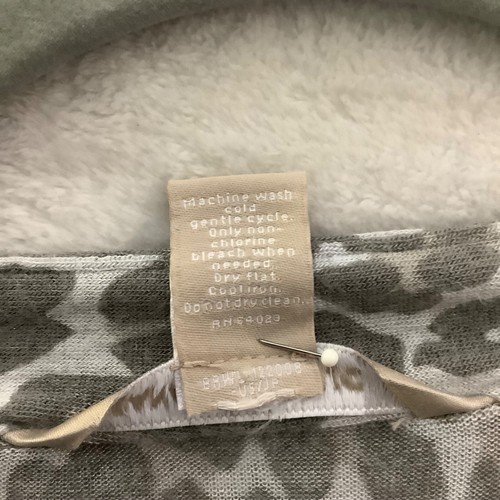 Machine wash
cold
gentle cycle.
Only non-
chlorine
bleach when
needed.
Dry flat.
Cool iron.
Do not dry clean.
RN 54023
122008